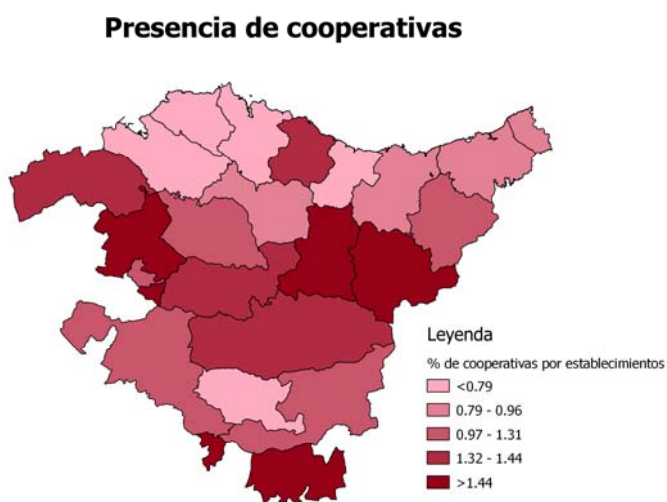 Presencia de cooperativas
Leyenda
% de cooperativas por establecimientos
<0.79
0.79 - 0.96
0.97 - 1.31
1.32 - 1.44
>1.44